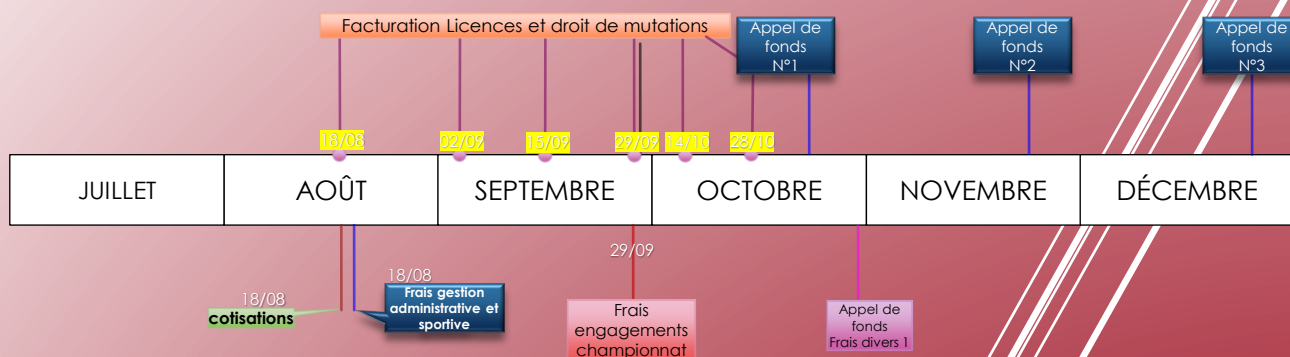 Facturation Licences et droit de mutations
Appel de
fonds
N°1
Appel de
fonds
N°2
Appel de
fonds
N°3
18/08
02/09
15/09
29/09
14/10
28/10
JUILLET
AOÛT
SEPTEMBRE
OCTOBRE
NOVEMBRE
DÉCEMBRE
18/08
cotisations
18/08
Frais gestion
administrative et
sportive
29/09
Frais
engagements
championnat
Appel de
fonds
Frais divers 1